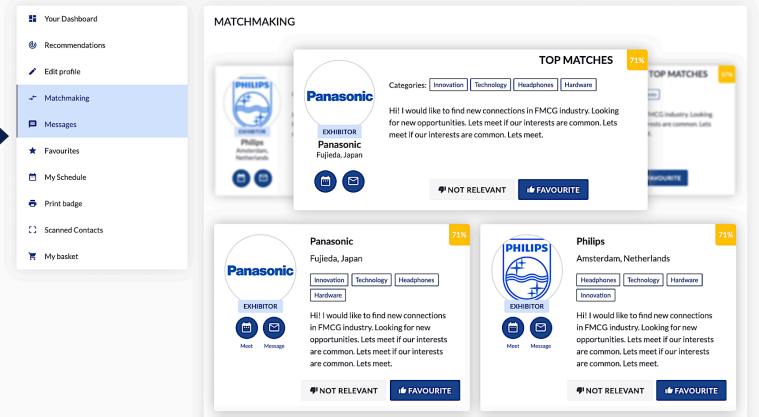 Your Dashboard
Recommendations
Edit profile
Matchmaking
Messages
Favourites
My Schedule
Print badge
Scanned Contacts
My basket
MATCHMAKING
PHILIPS
EXHIBITOR
Philips
Amsterdam,
Netherlands
Panasonic
EXHIBITOR
Panasonic
Fujieda, Japan
TOP MATCHES
71%
Categories: Innovation Technology Headphones Hardware
Hi! I would like to find new connections in FMCG industry. Looking
for new opportunities. Lets meet if our interests are common. Lets
meet if our interests are common. Lets meet.
NOT RELEVANT FAVOURITE
TOP MATCHES
FAVOURITE
Panasonic
EXHIBITOR
Meet Message
71%
Panasonic
Fujieda, Japan
Innovation Technology Headphones
Hardware
Hi! I would like to find new connections
in FMCG industry. Looking for new
opportunities. Lets meet if our interests
are common. Lets meet if our interests
are common. Lets meet.
NOT RELEVANT FAVOURITE
PHILIPS
EXHIBITOR
Meet Message
71%
Philips
Amsterdam, Netherlands
Headphones Technology Hardware
Innovation
Hi! I would like to find new connections
in FMCG industry. Looking for new
opportunities. Lets meet if our interests
are common. Lets meet if our interests
are common. Lets meet.
NOT RELEVANT FAVOURITE